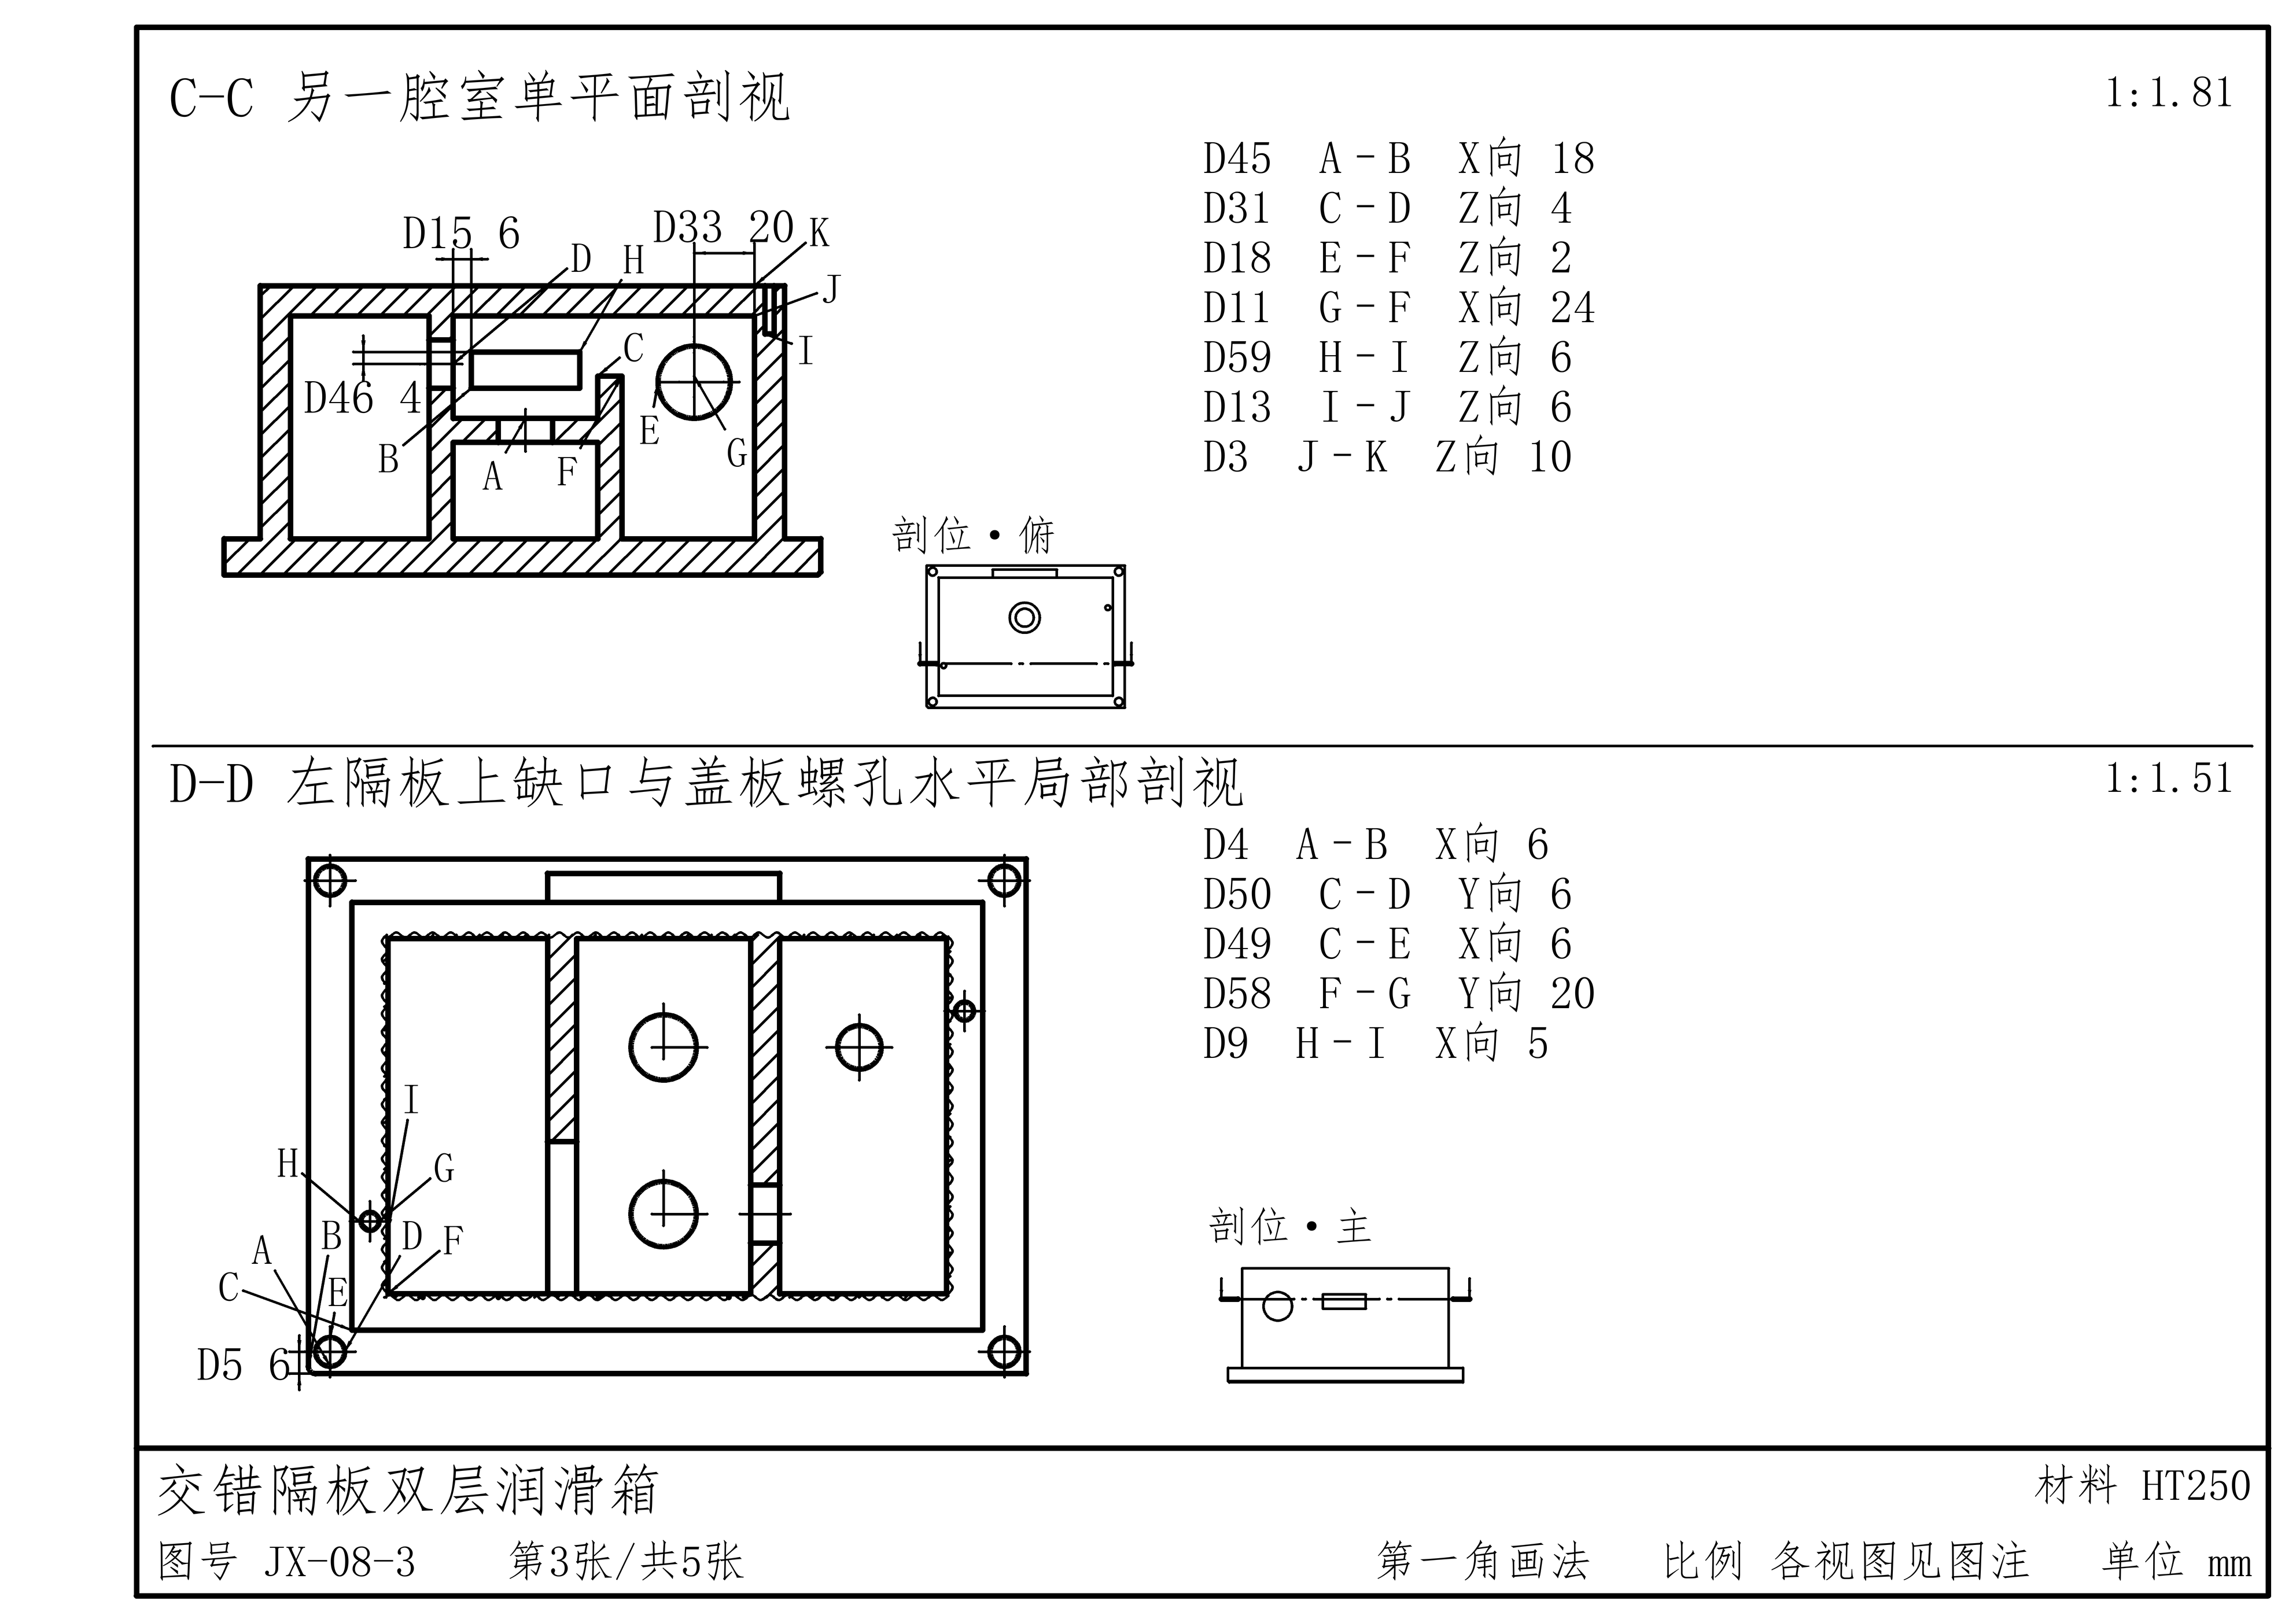 C-C 另一腔室单平面剖视 1:1.81
D45 A-B X向 18
D31 C-D Z向 4
D18 E-F Z向 2
D11 G-F X向 24
D59 H-I Z向 6
D13 I-J Z向 6
D3 J-K Z向 10
D15 6
D33 20
K
D
H
J
C
I
D46 4
E
B
A
F
G
剖位·俯
D-D 左隔板上缺口与盖板螺孔水平局部剖视 1:1.51
D4 A-B X向 6
D50 C-D Y向 6
D49 C-E X向 6
D58 F-G Y向 20
D9 H-I X向 5
I
H
G
A
B
D
F
C
E
D5 6
剖位·主
交错隔板双层润滑箱 材料 HT250
图号 JX-08-3 第3张/共5张 第一角画法 比例 各视图见图注 单位 mm